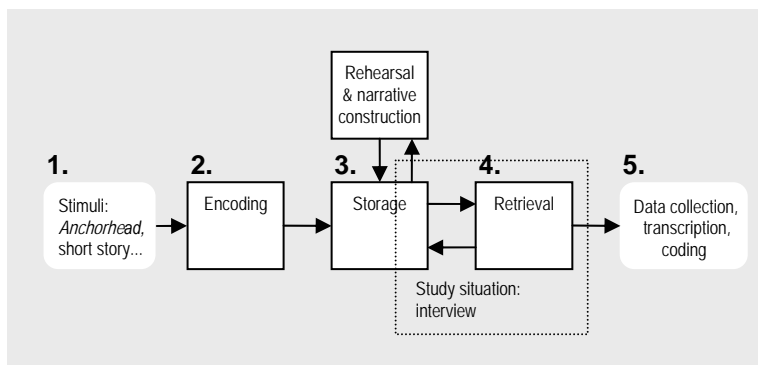 Rehearsal
& narrative
construction
1.
2.
3.
4.
5.
Stimuli:
Anchorhead,
short story...
Encoding
Storage
Retrieval
Data collection,
transcription,
coding
Study situation:
interview